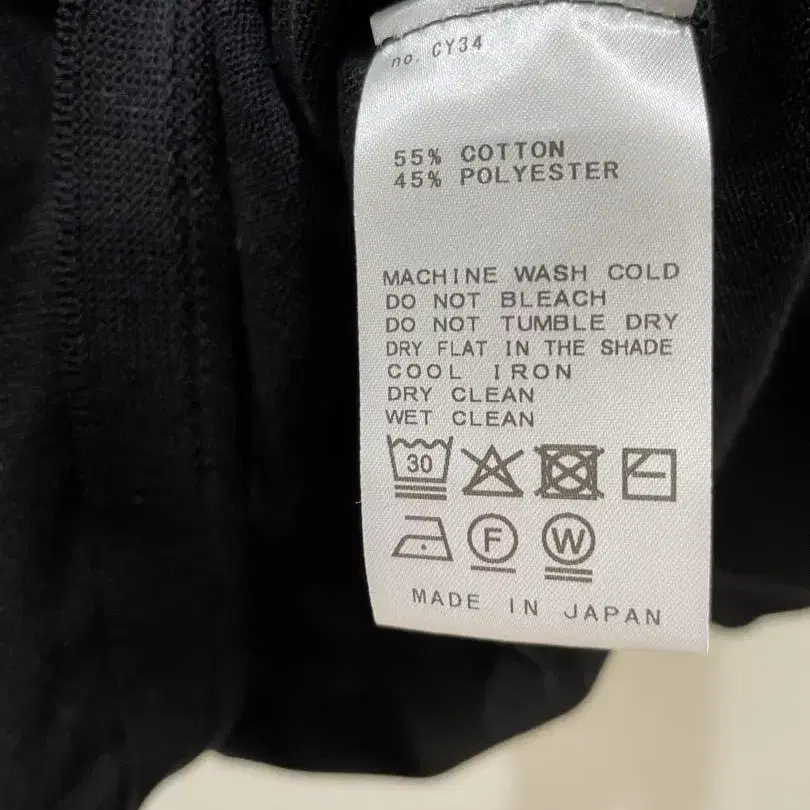 no. CY34
55% COTTON
45% POLYESTER
MACHINE WASH COLD
DO NOT BLEACH
DO NOT TUMBLE DRY
DRY FLAT IN THE SHADE
COOL IRON
DRY CLEAN
WET CLEAN
30
F W
MADE IN JAPAN